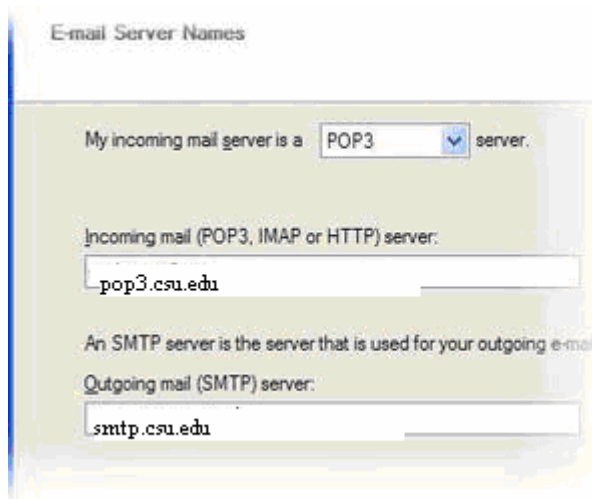 E-mail Server Names
My incoming mail server is a POP3 server.
Incoming mail (POP3, IMAP or HTTP) server:
pop3.csu.edu
An SMTP server is the server that is used for your outgoing e-mai
Outgoing mail (SMTP) server:
smtp.csu.edu